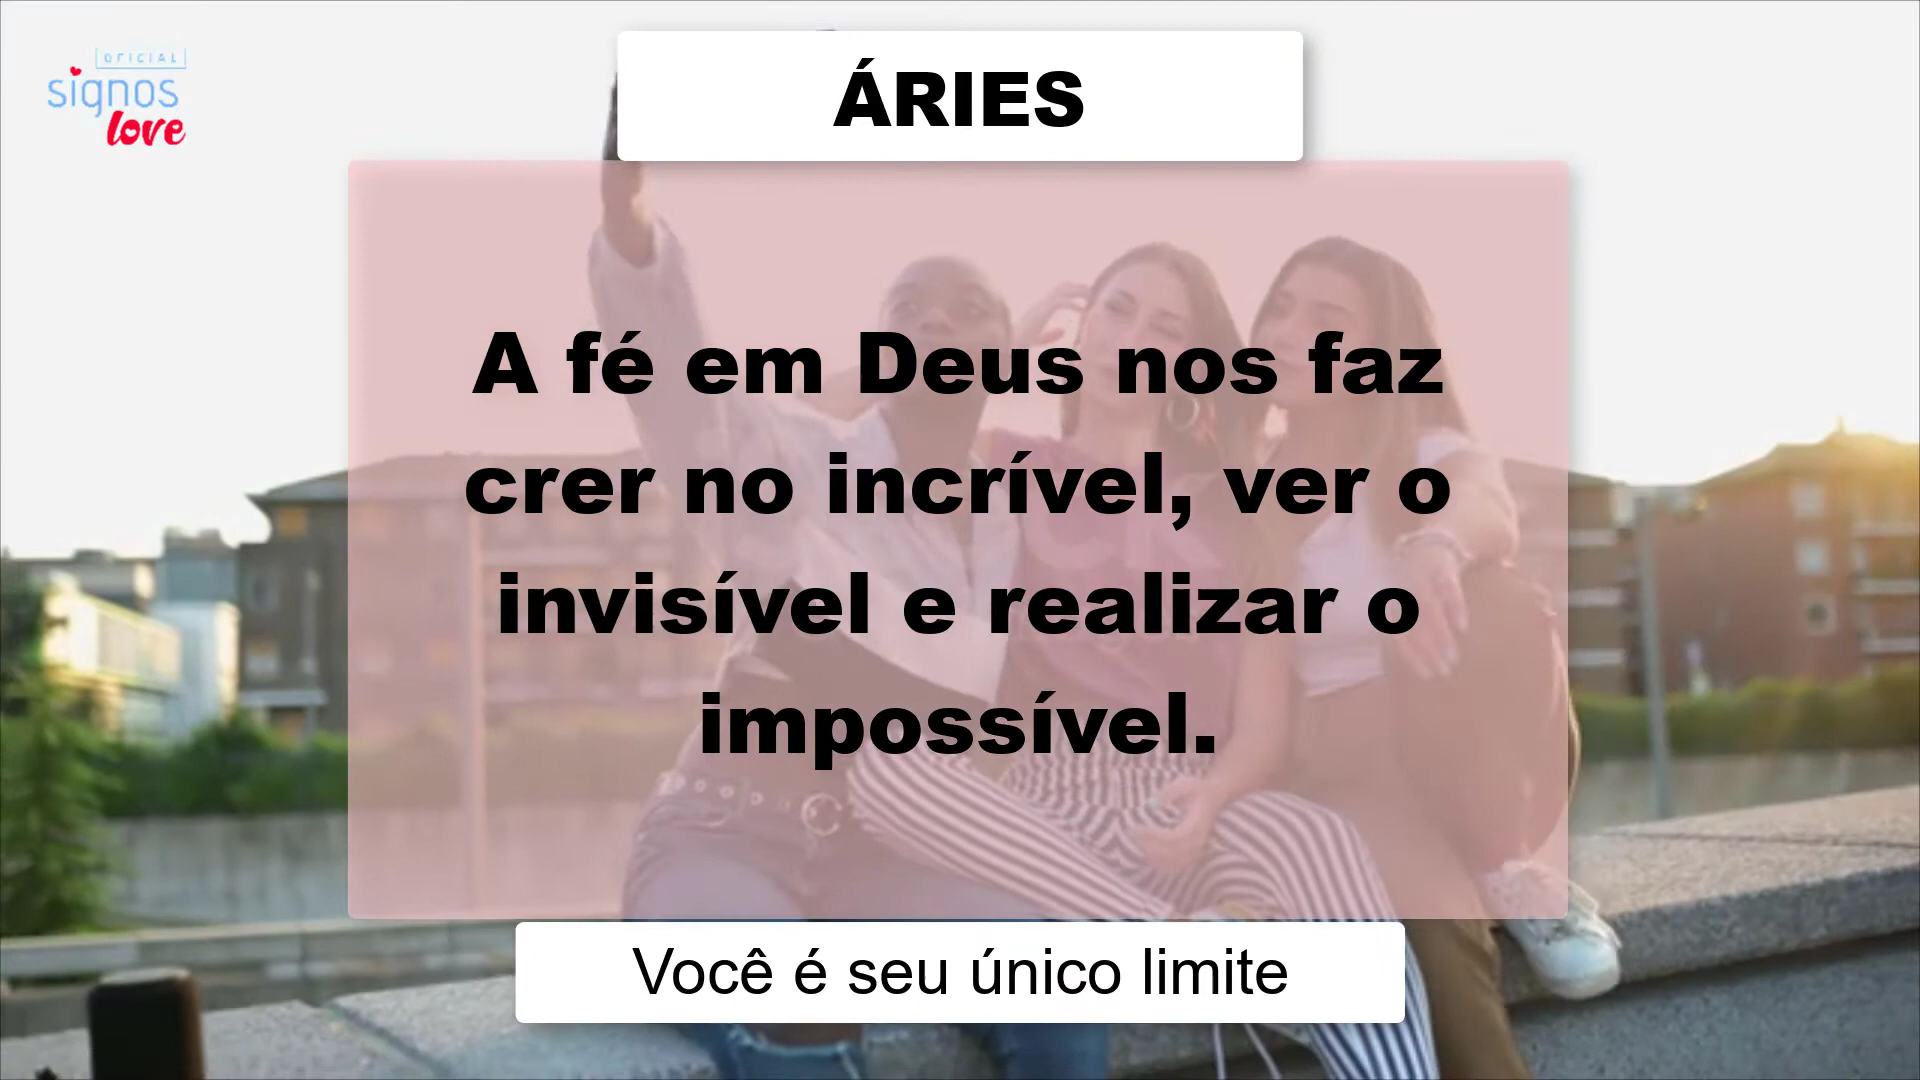 OFICIAL
signos
love
ÁRIES
A fé em Deus nos faz
crer no incrível, ver o
invisível e realizar o
impossível.
Você é seu único limite